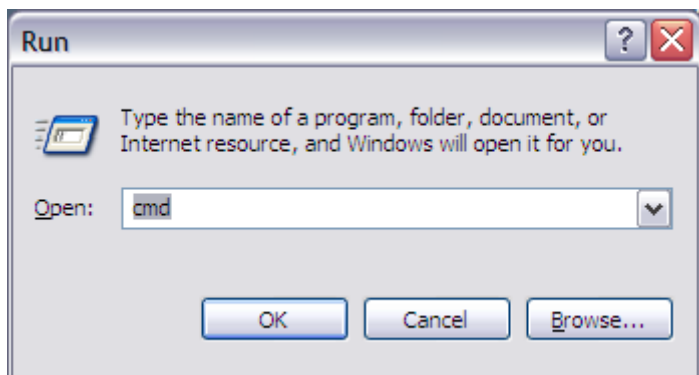 Run
Type the name of a program, folder, document, or
Internet resource, and Windows will open it for you.
Open: cmd
OK Cancel Browse...